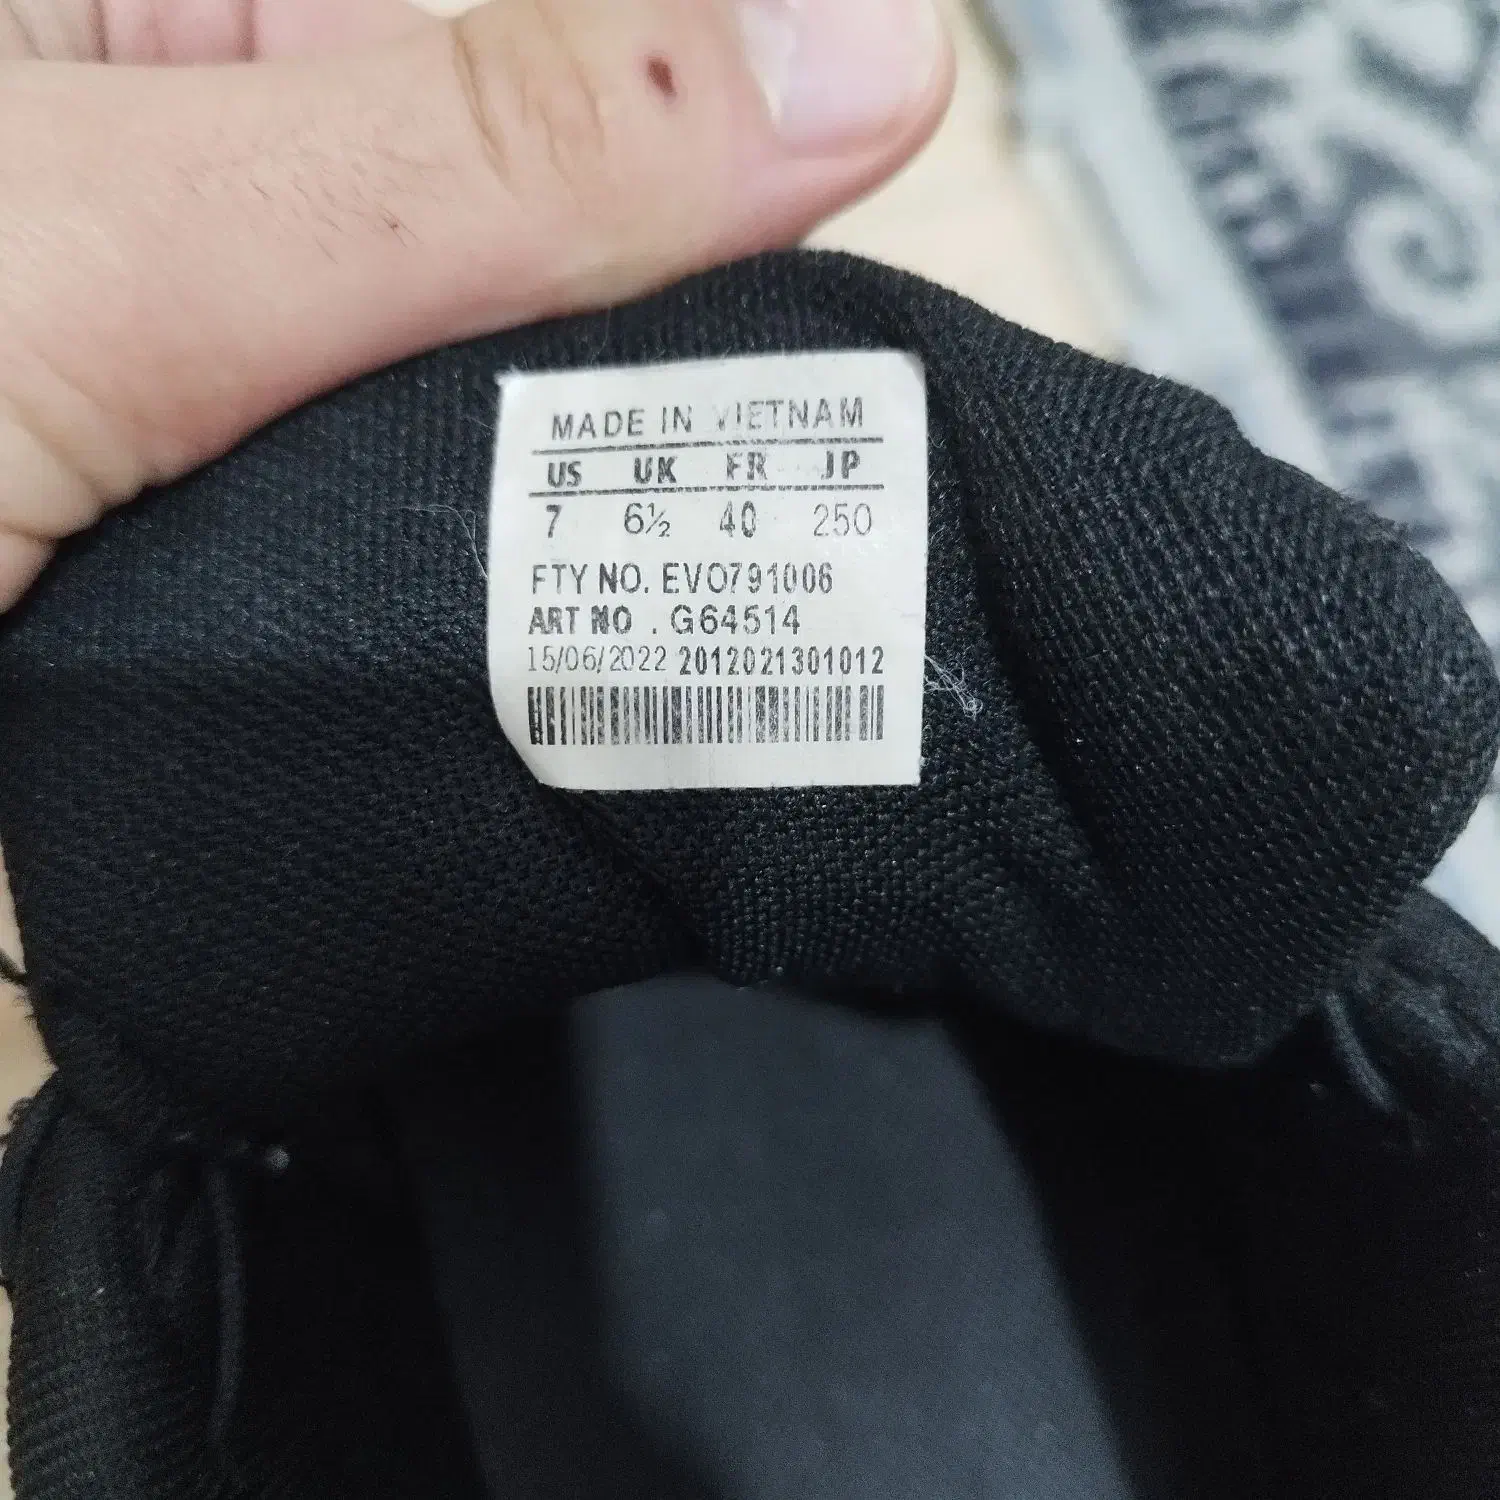 MADE IN VIETNAM
US UK FR JP
7 6½ 40 250
FTY NO. EVO791006
ART NO . G64514
15/06/2022 2012021301012